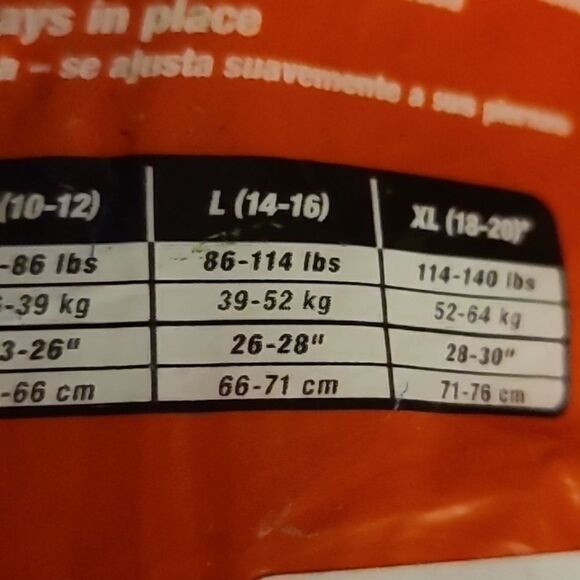 ays in place
a – se ajusta suavemente a sus piernas
(10-12) L (14-16) XL (18-20)*
-86 lbs 86-114 lbs 114-140 lbs
-39 kg 39-52 kg 52-64 kg
3-26" 26-28" 28-30"
-66 cm 66-71 cm 71-76 cm